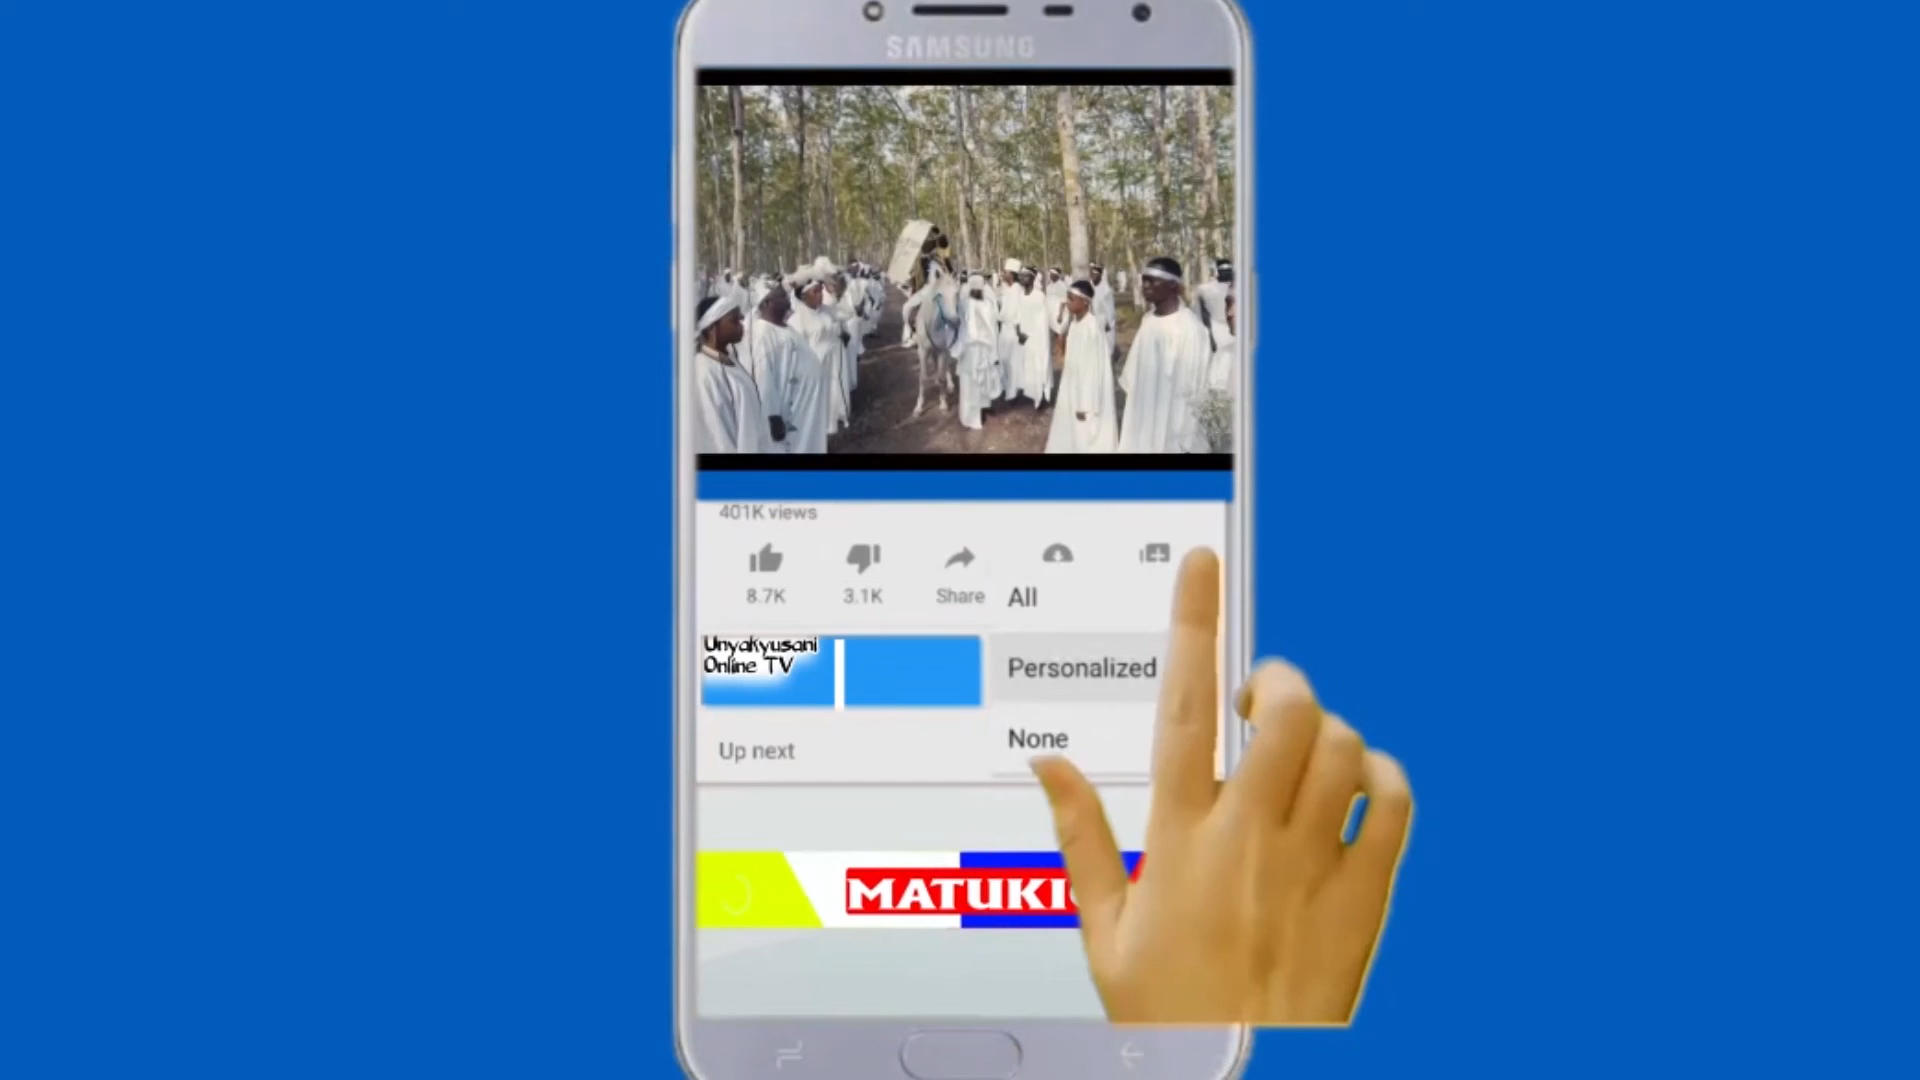 SAMSUNG
401K views
8.7K
3.1K
Share
All
Unyakyusani
Online TV
Personalized
None
Up next
MATUKI